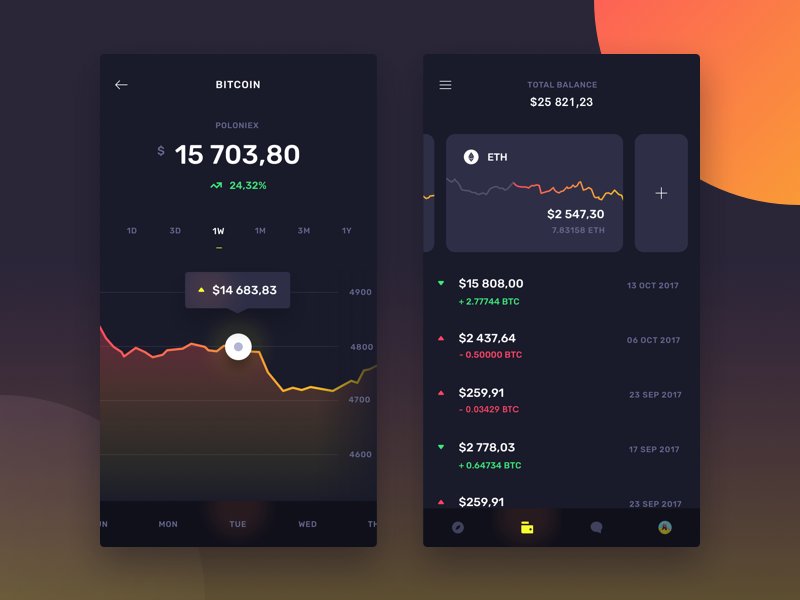 BITCOIN
POLONIEX
$ 15 703,80
24,32%
1D 3D 1W 1M 3M 1Y
$14 683,83
4900
4800
4700
4600
UN MON TUE WED TH
TOTAL BALANCE
$25 821,23
ETH
$2 547,30
7.83158 ETH
+
$15 808,00 13 OCT 2017
+ 2.77744 BTC
$2 437,64 06 OCT 2017
- 0.50000 BTC
$259,91 23 SEP 2017
- 0.03429 BTC
$2 778,03 17 SEP 2017
+ 0.64734 BTC
$259,91 23 SEP 2017